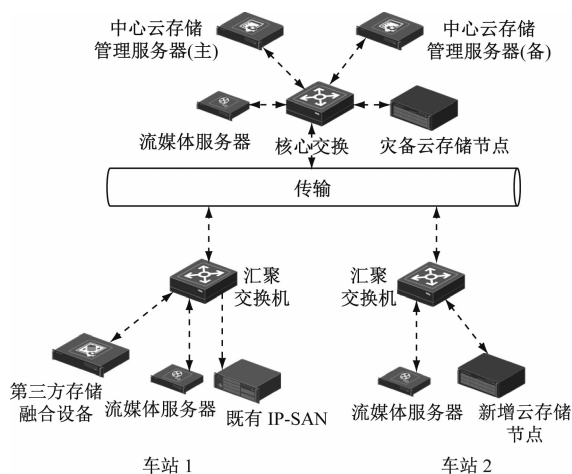 中心云存储
管理服务器(主)
中心云存储
管理服务器(备)
流媒体服务器
核心交换
灾备云存储节点
传输
汇聚
交换机
汇聚
交换机
第三方存储
融合设备
流媒体服务器
既有 IP-SAN
流媒体服务器
新增云存储
节点
车站 1
车站 2